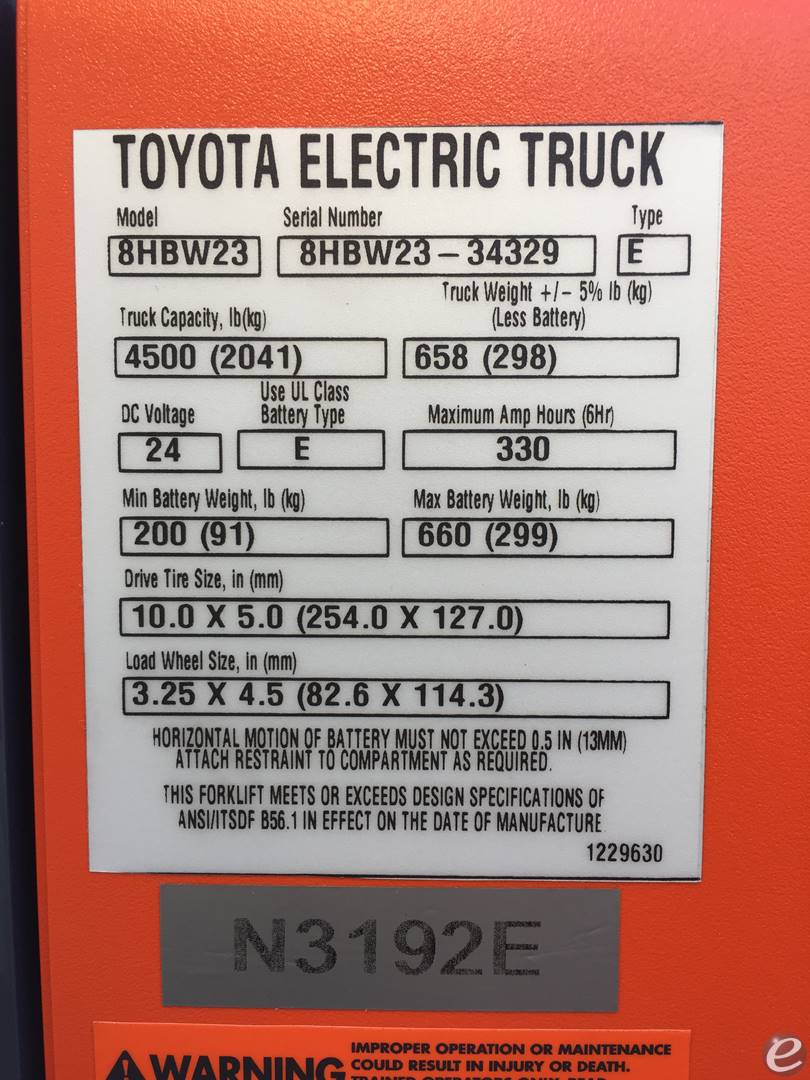 TOYOTA ELECTRIC TRUCK
Model Serial Number Type
8HBW23 8HBW23-34329 E
Truck Weight +/- 5% lb (kg)
Truck Capacity, lb(kg) (Less Battery)
4500 (2041) 658 (298)
Use UL Class
DC Voltage Battery Type Maximum Amp Hours (6Hr)
24 E 330
Min Battery Weight, lb (kg) Max Battery Weight, lb (kg)
200 (91) 660 (299)
Drive Tire Size, in (mm)
10.0 X 5.0 (254.0 X 127.0)
Load Wheel Size, in (mm)
3.25 X 4.5 (82.6 X 114.3)
HORIZONTAL MOTION OF BATTERY MUST NOT EXCEED 0.5 IN (13MM)
ATTACH RESTRAINT TO COMPARTMENT AS REQUIRED.
THIS FORKLIFT MEETS OR EXCEEDS DESIGN SPECIFICATIONS OF
ANSI/ITSDF B56.1 IN EFFECT ON THE DATE OF MANUFACTURE
1229630
N3192E
WARNING
IMPROPER OPERATION OR MAINTENANCE
COULD RESULT IN INJURY OR DEATH.
TRAINED OPERATORS ONLY. READ
e